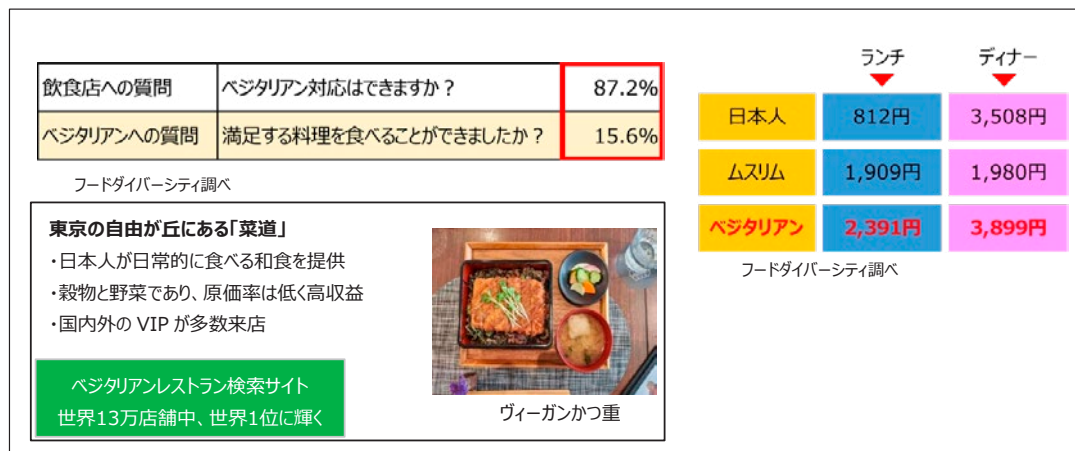 飲食店への質問 ベジタリアン対応はできますか？ 87.2%
ベジタリアンへの質問 満足する料理を食べることができましたか？ 15.6%
フードダイバーシティ調べ
東京の自由が丘にある「菜道」
・日本人が日常的に食べる和食を提供
・穀物と野菜であり、原価率は低く高収益
・国内外の VIP が多数来店
ベジタリアンレストラン検索サイト
世界13万店舗中、世界1位に輝く
ヴィーガンかつ重
ランチ ディナー
日本人 812円 3,508円
ムスリム 1,909円 1,980円
ベジタリアン 2,391円 3,899円
フードダイバーシティ調べ